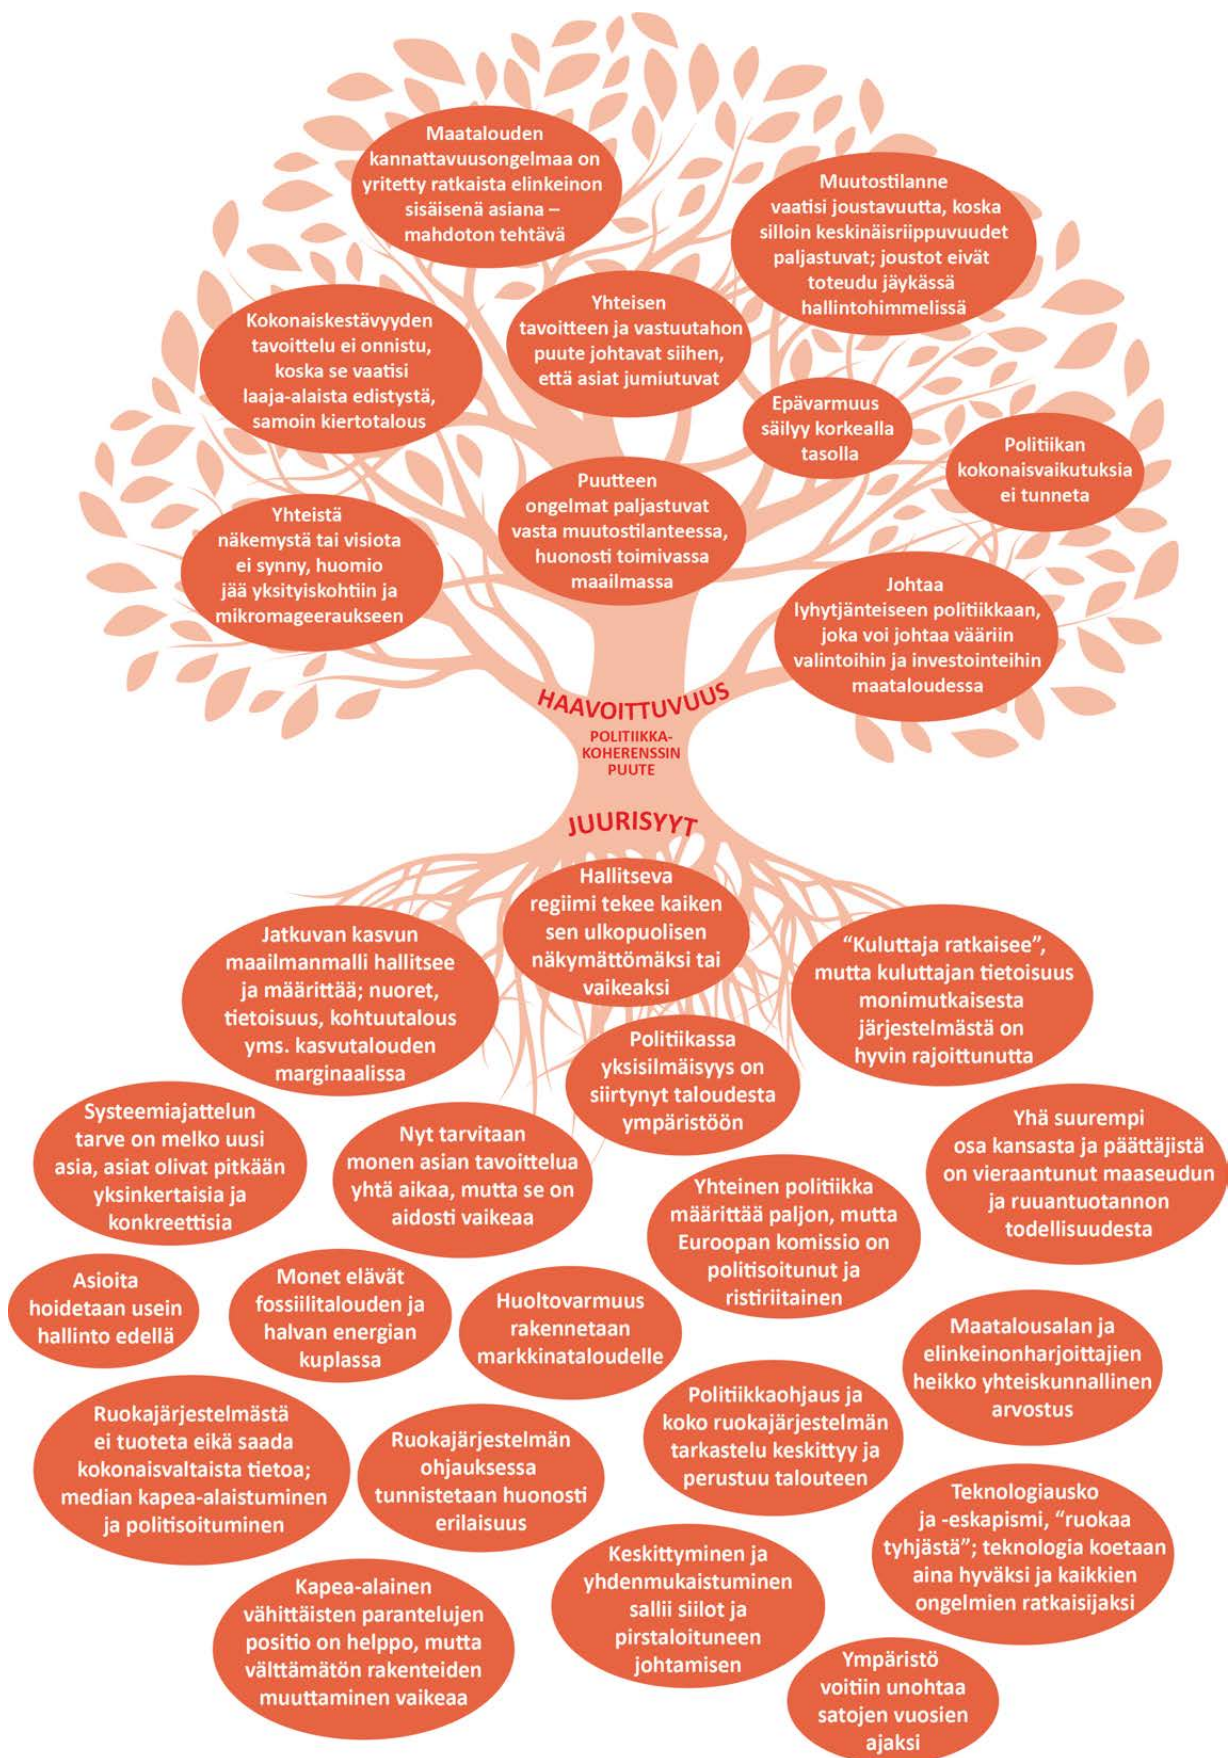 Maatalouden
kannattavuusongelmaa on
yritetty ratkaista elinkeinon
sisäisenä asiana –
mahdoton tehtävä
Muutostilanne
vaatisi joustavuutta, koska
silloin keskinäisriippuvuudet
paljastuvat; joustot eivät
toteudu jäykässä
hallintohimmelissä
Kokonaiskestävyyden
tavoittelu ei onnistu,
koska se vaatisi
laaja-alaista edistystä,
samoin kiertotalous
Yhteisen
tavoitteen ja vastuutahon
puute johtavat siihen,
että asiat jumiutuvat
Epävarmuus
säilyy korkealla
tasolla
Politiikan
kokonaisvaikutuksia
ei tunneta
Puutteen
ongelmat paljastuvat
vasta muutostilanteessa,
huonosti toimivassa
maailmassa
Yhteistä
näkemystä tai visiota
ei synny, huomio
jää yksityiskohtiin ja
mikromageeraukseen
Johtaa
lyhytjänteiseen politiikkaan,
joka voi johtaa vääriin
valintoihin ja investointeihin
maataloudessa
HAAVOITTUVUUS
POLITIIKKA-
KOHERENSSIN
PUUTE
JUURISYYT
Hallitseva
regiimi tekee kaiken
sen ulkopuolisen
näkymättömäksi tai
vaikeaksi
Jatkuvan kasvun
maailmanmalli hallitsee
ja määrittää; nuoret,
tietoisuus, kohtuutalous
yms. kasvutalouden
marginaalissa
“Kuluttaja ratkaisee”,
mutta kuluttajan tietoisuus
monimutkaisesta
järjestelmästä on
hyvin rajoittunutta
Politiikassa
yksisilmäisyys on
siirtynyt taloudesta
ympäristöön
Systeemiajattelun
tarve on melko uusi
asia, asiat olivat pitkään
yksinkertaisia ja
konkreettisia
Nyt tarvitaan
monen asian tavoittelua
yhtä aikaa, mutta se on
aidosti vaikeaa
Yhä suurempi
osa kansasta ja päättäjistä
on vieraantunut maaseudun
ja ruuantuotannon
todellisuudesta
Yhteinen politiikka
määrittää paljon, mutta
Euroopan komissio on
politisoitunut ja
ristiriitainen
Asioita
hoidetaan usein
hallinto edellä
Monet elävät
fossiilitalouden ja
halvan energian
kuplassa
Huoltovarmuus
rakennetaan
markkinataloudelle
Maatalousalan ja
elinkeinonharjoittajien
heikko yhteiskunnallinen
arvostus
Ruokajärjestelmästä
ei tuoteta eikä saada
kokonaisvaltaista tietoa;
median kapea-alaistuminen
ja politisoituminen
Ruokajärjestelmän
ohjauksessa
tunnistetaan huonosti
erilaisuus
Politiikkaohjaus ja
koko ruokajärjestelmän
tarkastelu keskittyy ja
perustuu talouteen
Teknologiausko
ja -eskapismi, “ruokaa
tyhjästä”; teknologia koetaan
aina hyväksi ja kaikkien
ongelmien ratkaisijaksi
Kapea-alainen
vähittäisten parantelujen
positio on helppo, mutta
välttämätön rakenteiden
muuttaminen vaikeaa
Keskittyminen ja
yhdenmukaistuminen
sallii siilot ja
pirstaloituneen
johtamisen
Ympäristö
voitiin unohtaa
satojen vuosien
ajaksi